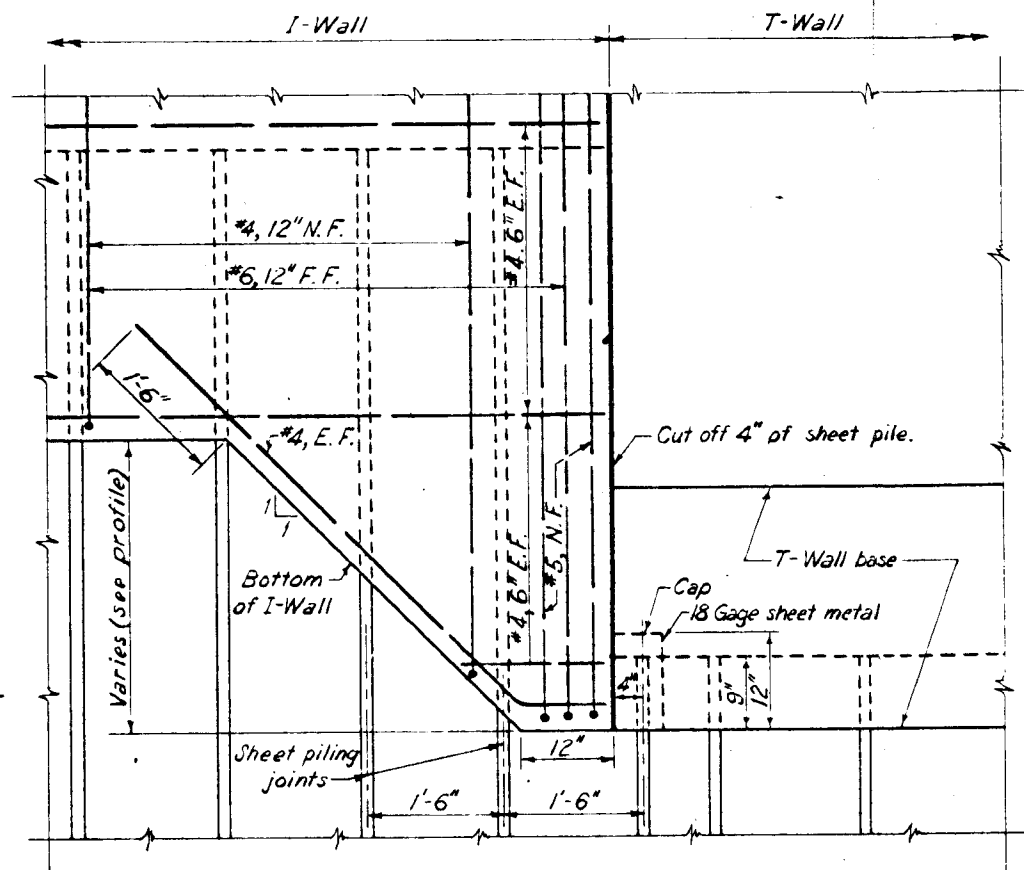 I-Wall
T-Wall
#4, 12" N.F.
#6, 12" F.F.
#4, 6" E.F.
1'-6"
#4, E.F.
Cut off 4" of sheet pile.
1
1
Varies (see profile)
Bottom
of I-Wall
#4, 6" E.F.
#5, N.F.
T-Wall base
Cap
18 Gage sheet metal
4"
9"
12"
Sheet piling
joints
12"
1'-6"
1'-6"